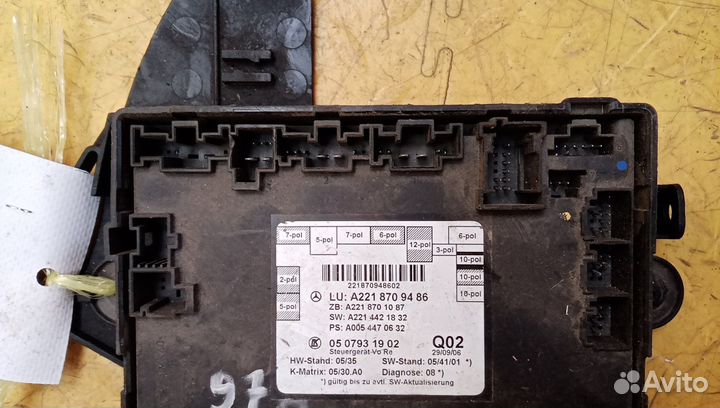 7-pol
5-pol
7-pol
6-pol
12-pol
3-pol
6-pol
10-pol
10-pol
18-pol
2-pol
5-pol
221870948602
LU: A221 870 94 86
ZB: A221 870 10 87
SW: A221 442 18 32
PS: A005 447 06 32
05 0793 19 02
Q02
Steuergerät-Vo Re
29/09/06
HW-Stand: 05/35 SW-Stand: 05/41/01 *)
K-Matrix: 05/30.A0 Diagnose: 08 *)
*) gültig bis zu evtl. SW-Aktualisierung
97
Avito